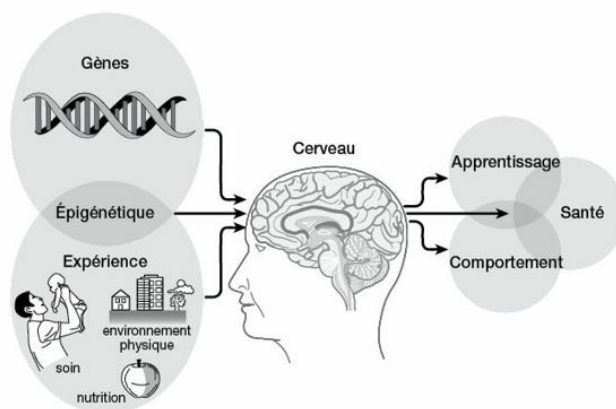 Gènes
Épigénétique
Expérience
environnement
physique
soin
nutrition
Cerveau
Apprentissage
Santé
Comportement